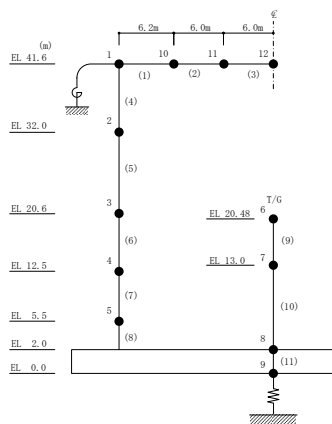 ℄
6.2m 6.0m 6.0m
(m)
EL 41.6 1 10 11 12
(1) (2) (3)
(4)
EL 32.0 2
(5)
EL 20.6 3 T/G
EL 20.48 6
(6) (9)
EL 12.5 4 EL 13.0 7
(7) (10)
EL 5.5 5
(8)
EL 2.0 8
(11)
EL 0.0 9